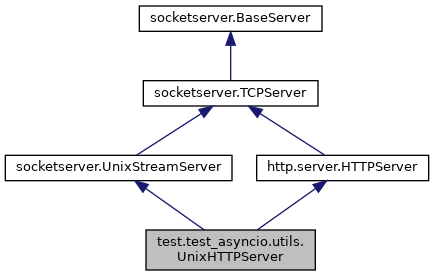 socketserver.BaseServer
socketserver.TCPServer
socketserver.UnixStreamServer
http.server.HTTPServer
test.test_asyncio.utils.
UnixHTTPServer